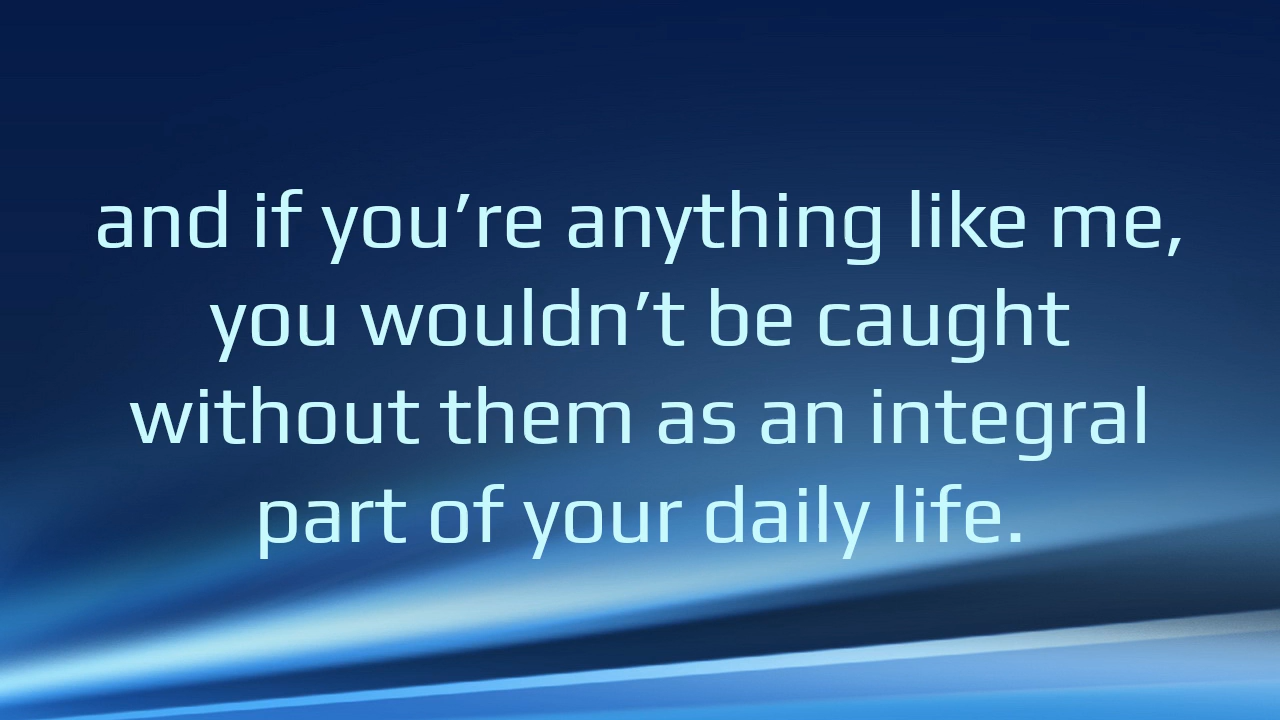 and if you’re anything like me,
you wouldn’t be caught
without them as an integral
part of your daily life.